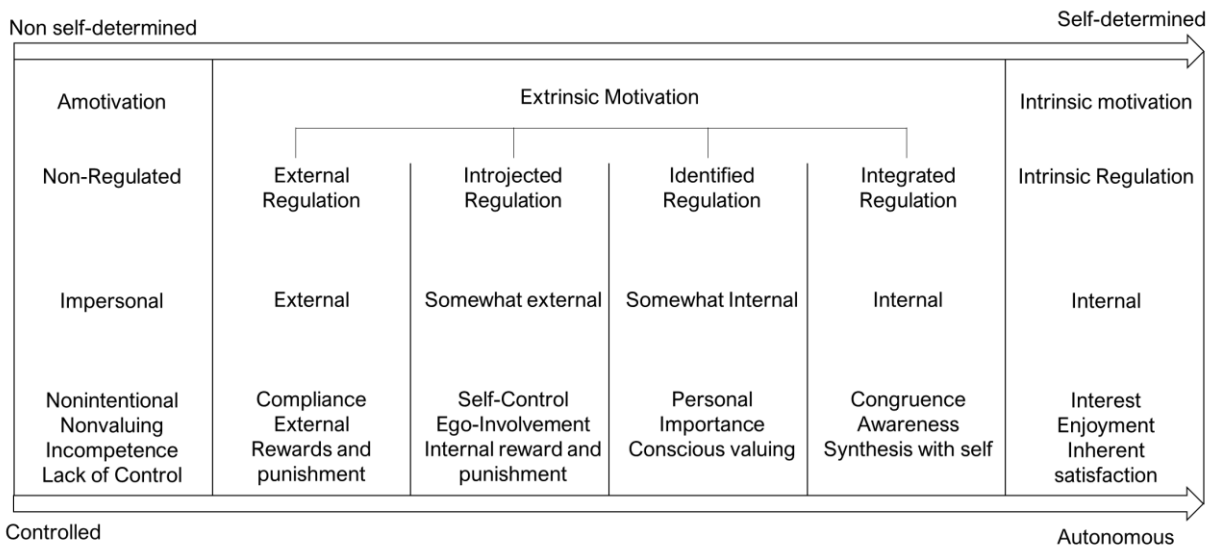 Non self-determined
Self-determined
Amotivation
Extrinsic Motivation
Intrinsic motivation
Non-Regulated
External
Regulation
Introjected
Regulation
Identified
Regulation
Integrated
Regulation
Intrinsic Regulation
Impersonal
External
Somewhat external
Somewhat Internal
Internal
Internal
Nonintentional
Nonvaluing
Incompetence
Lack of Control
Compliance
External
Rewards and
punishment
Self-Control
Ego-Involvement
Internal reward and
punishment
Personal
Importance
Conscious valuing
Congruence
Awareness
Synthesis with self
Interest
Enjoyment
Inherent
satisfaction
Controlled
Autonomous